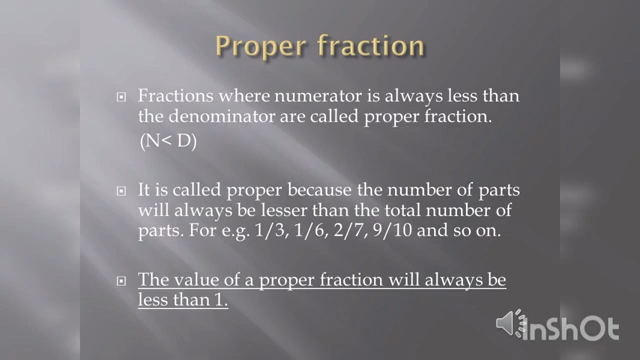 Proper fraction
Fractions where numerator is always less than
the denominator are called proper fraction.
(N< D)
It is called proper because the number of parts
will always be lesser than the total number of
parts. For e.g. 1/3, 1/6, 2/7, 9/10 and so on.
The value of a proper fraction will always be
less than 1.
InShOt